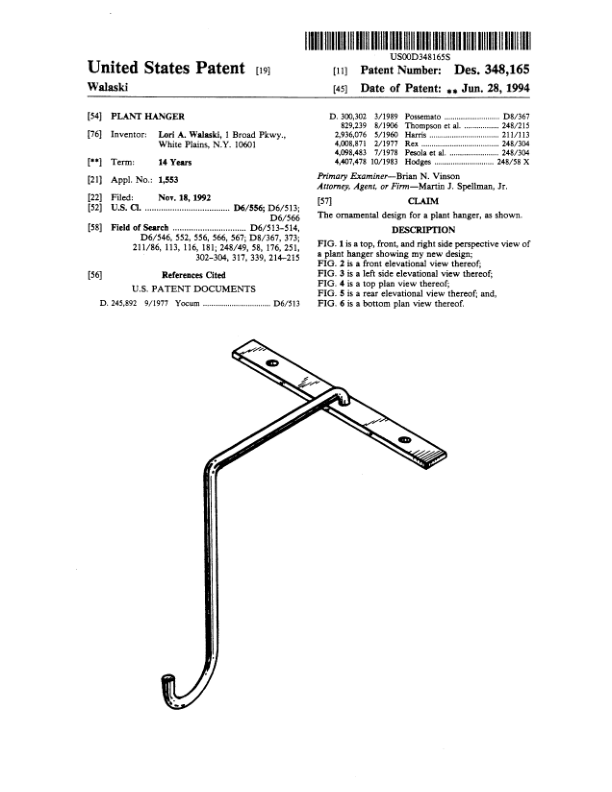 US00D348165S
United States Patent [19]
Walaski
[11] Patent Number: Des. 348,165
[45] Date of Patent: ** Jun. 28, 1994
[54] PLANT HANGER
[76] Inventor: Lori A. Walaski, 1 Broad Pkwy.,
White Plains, N.Y. 10601
[**] Term: 14 Years
[21] Appl. No.: 1,553
[22] Filed: Nov. 18, 1992
[52] U.S. Cl. ................................ D6/556; D6/513;
D6/566
[58] Field of Search ........................ D6/513-514,
D6/546, 552, 556, 566, 567; D8/367, 373;
211/86, 113, 116, 181; 248/49, 58, 176, 251,
302-304, 317, 339, 214-215
[56] References Cited
U.S. PATENT DOCUMENTS
D. 245,892 9/1977 Yocum ........................... D6/513
D. 300,302 3/1989 Possemato ...................... D8/367
829,239 8/1906 Thompson et al. .............. 248/215
2,936,076 5/1960 Harris ............................ 211/113
4,008,871 2/1977 Rex ................................ 248/304
4,098,483 7/1978 Pesola et al. .................... 248/304
4,407,478 10/1983 Hodges ........................ 248/58 X
Primary Examiner—Brian N. Vinson
Attorney, Agent, or Firm—Martin J. Spellman, Jr.
[57] CLAIM
The ornamental design for a plant hanger, as shown.
DESCRIPTION
FIG. 1 is a top, front, and right side perspective view of
a plant hanger showing my new design;
FIG. 2 is a front elevational view thereof;
FIG. 3 is a left side elevational view thereof;
FIG. 4 is a top plan view thereof;
FIG. 5 is a rear elevational view thereof; and,
FIG. 6 is a bottom plan view thereof.